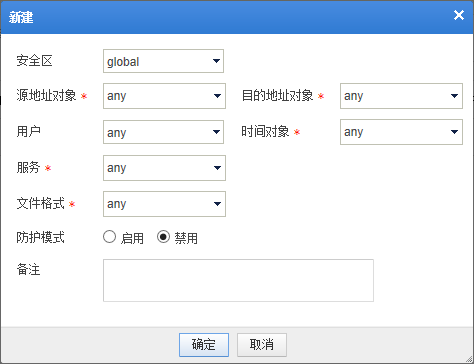 新建
安全区 global
源地址对象 * any 目的地址对象 * any
用户 any 时间对象 * any
服务 * any
文件格式 * any
防护模式 启用 禁用
备注
确定 取消